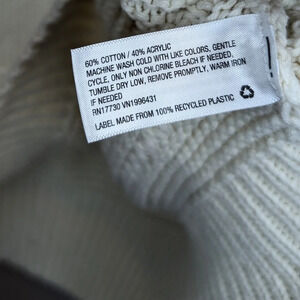 60% COTTON / 40% ACRYLIC
MACHINE WASH COLD WITH LIKE COLORS, GENTLE
CYCLE, ONLY NON CHLORINE BLEACH IF NEEDED.
TUMBLE DRY LOW, REMOVE PROMPTLY, WARM IRON
IF NEEDED
RN17730 VN1996431
LABEL MADE FROM 100% RECYCLED PLASTIC